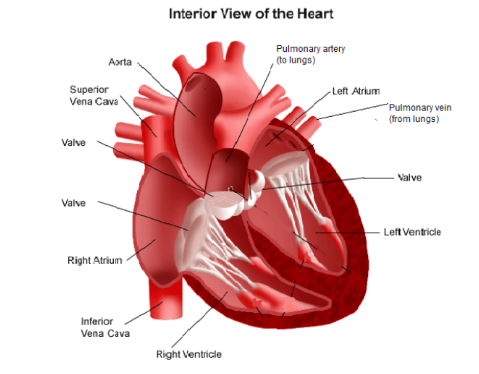 Interior View of the Heart
Aorta
Pulmonary artery
(to lungs)
Superior
Vena Cava
Left Atrium
Pulmonary vein
(from lungs)
Valve
Valve
Valve
Left Ventricle
Right Atrium
Inferior
Vena Cava
Right Ventricle